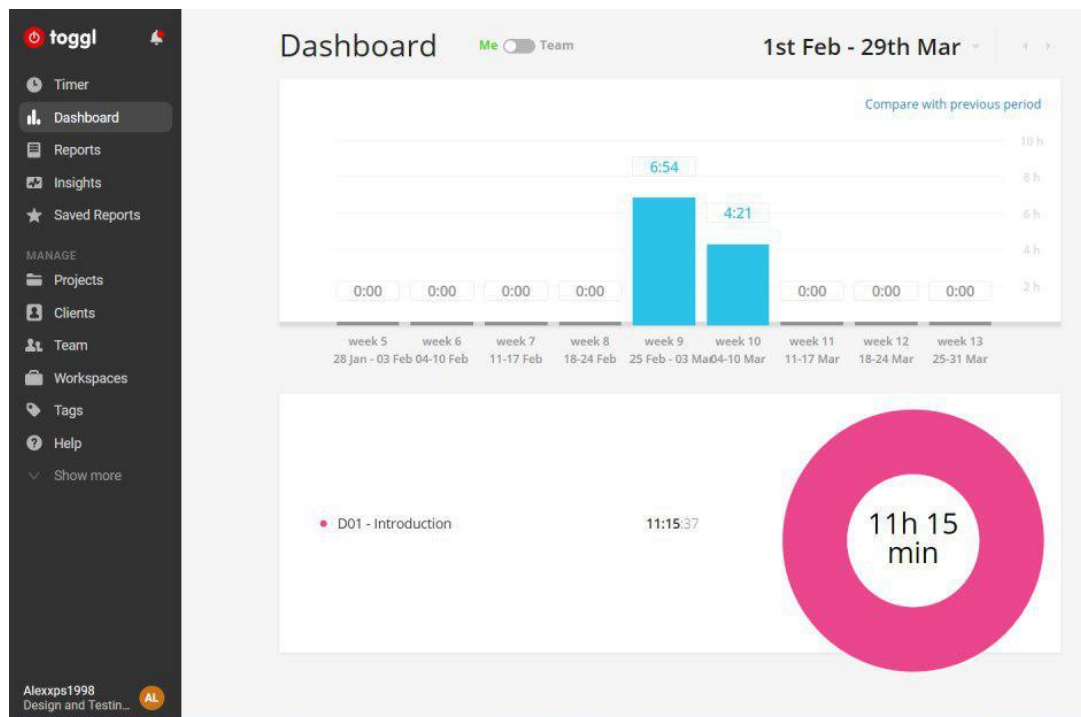 toggl
Timer
Dashboard
Reports
Insights
Saved Reports
MANAGE
Projects
Clients
Team
Workspaces
Tags
Help
Show more
Alexxps1998
Design and Testin...
AL
Dashboard
Me Team
1st Feb - 29th Mar
Compare with previous period
10 h
8 h
6 h
4 h
2 h
0:00 0:00 0:00 0:00 6:54 4:21 0:00 0:00 0:00
week 5 week 6 week 7 week 8 week 9 week 10 week 11 week 12 week 13
28 Jan - 03 Feb 04-10 Feb 11-17 Feb 18-24 Feb 25 Feb - 03 Mar 04-10 Mar 11-17 Mar 18-24 Mar 25-31 Mar
D01 - Introduction 11:15:37
11h 15
min